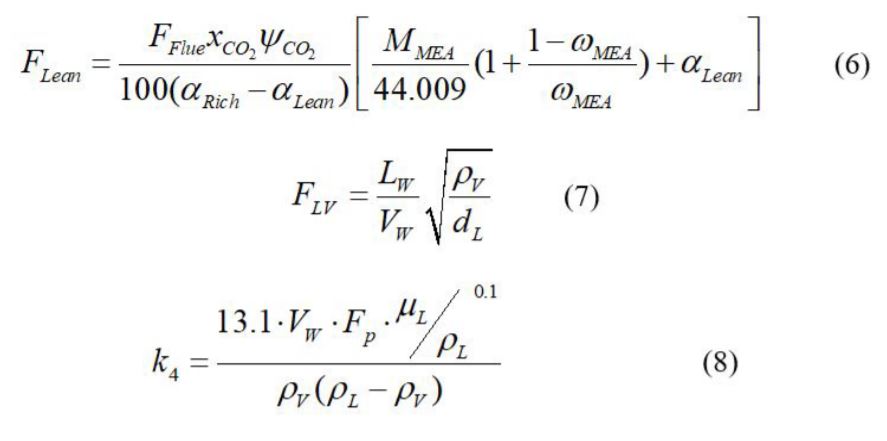 F_{Lean} = \frac{F_{Flue} x_{CO_2} \psi_{CO_2}}{100(\alpha_{Rich} - \alpha_{Lean})} \left[ \frac{M_{MEA}}{44.009} (1 + \frac{1 - \omega_{MEA}}{\omega_{MEA}}) + \alpha_{Lean} \right] (6)
F_{LV} = \frac{L_W}{V_W} \sqrt{\frac{\rho_V}{d_L}} (7)
k_4 = \frac{13.1 \cdot V_W \cdot F_p \cdot {\mu_L / \rho_L}^{0.1}}{\rho_V (\rho_L - \rho_V)} (8)